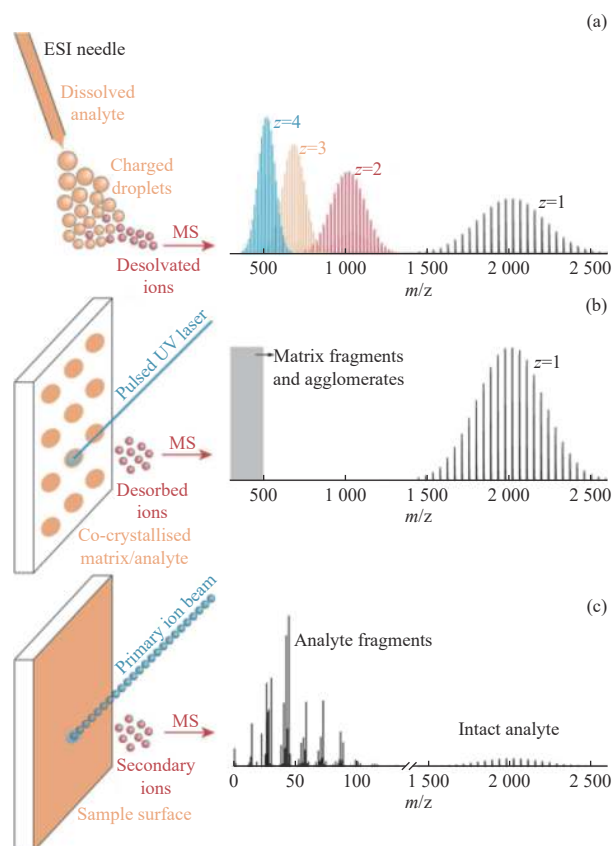 (a)
ESI needle
Dissolved
analyte
Charged
droplets
MS
Desolvated
ions
z=4
z=3
z=2
z=1
500
1 000
1 500
2 000
2 500
m/z
(b)
Pulsed UV laser
MS
Desorbed
ions
Co-crystallised
matrix/analyte
Matrix fragments
and agglomerates
z=1
500
1 500
2 000
2 500
m/z
(c)
Primary ion beam
MS
Secondary
ions
Sample surface
Analyte fragments
Intact analyte
0
50
100
1 500
2 000
2 500
m/z